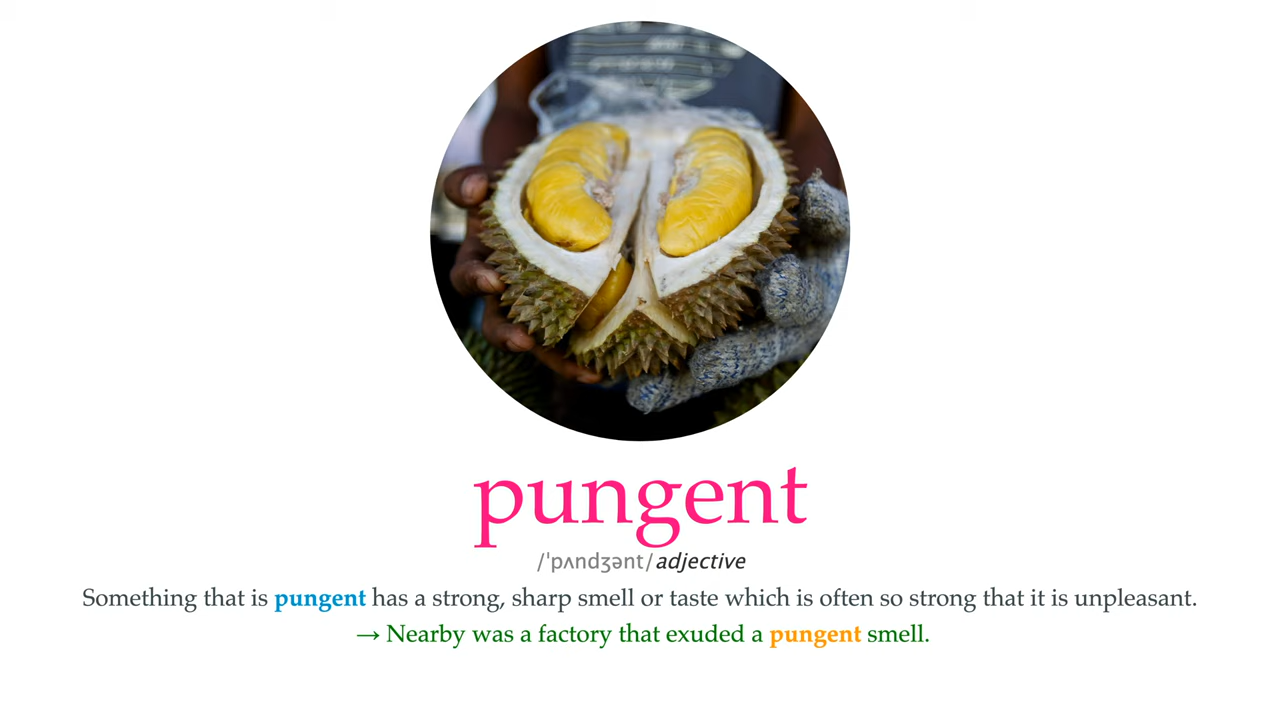 pungent
/ˈpʌndʒənt/ adjective
Something that is pungent has a strong, sharp smell or taste which is often so strong that it is unpleasant.
→ Nearby was a factory that exuded a pungent smell.